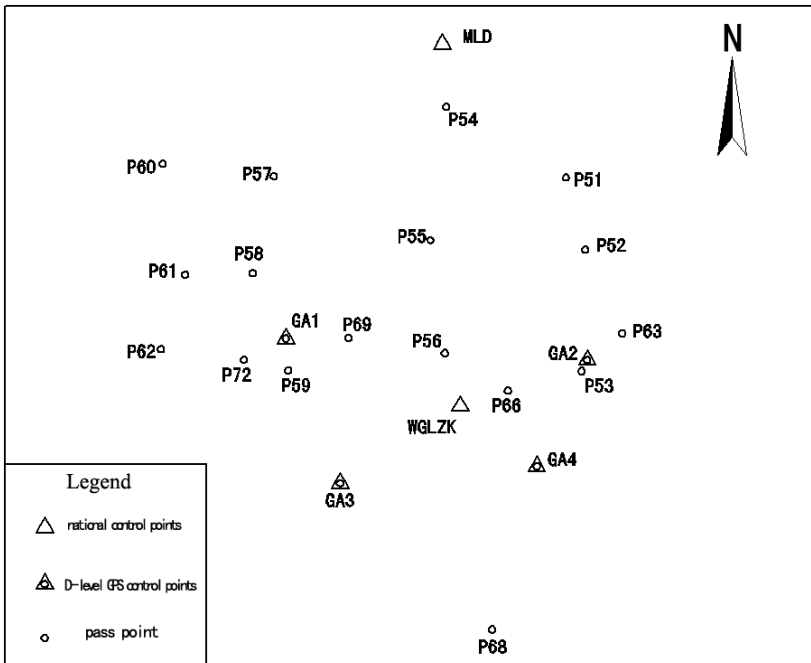 MLD
N
P54
P60
P57
P51
P55
P52
P58
P61
GA1
P69
P63
P62
P56
GA2
P72
P59
P53
P66
WGLZK
GA4
GA3
Legend
national control points
D-level GPS control points
pass point
P68